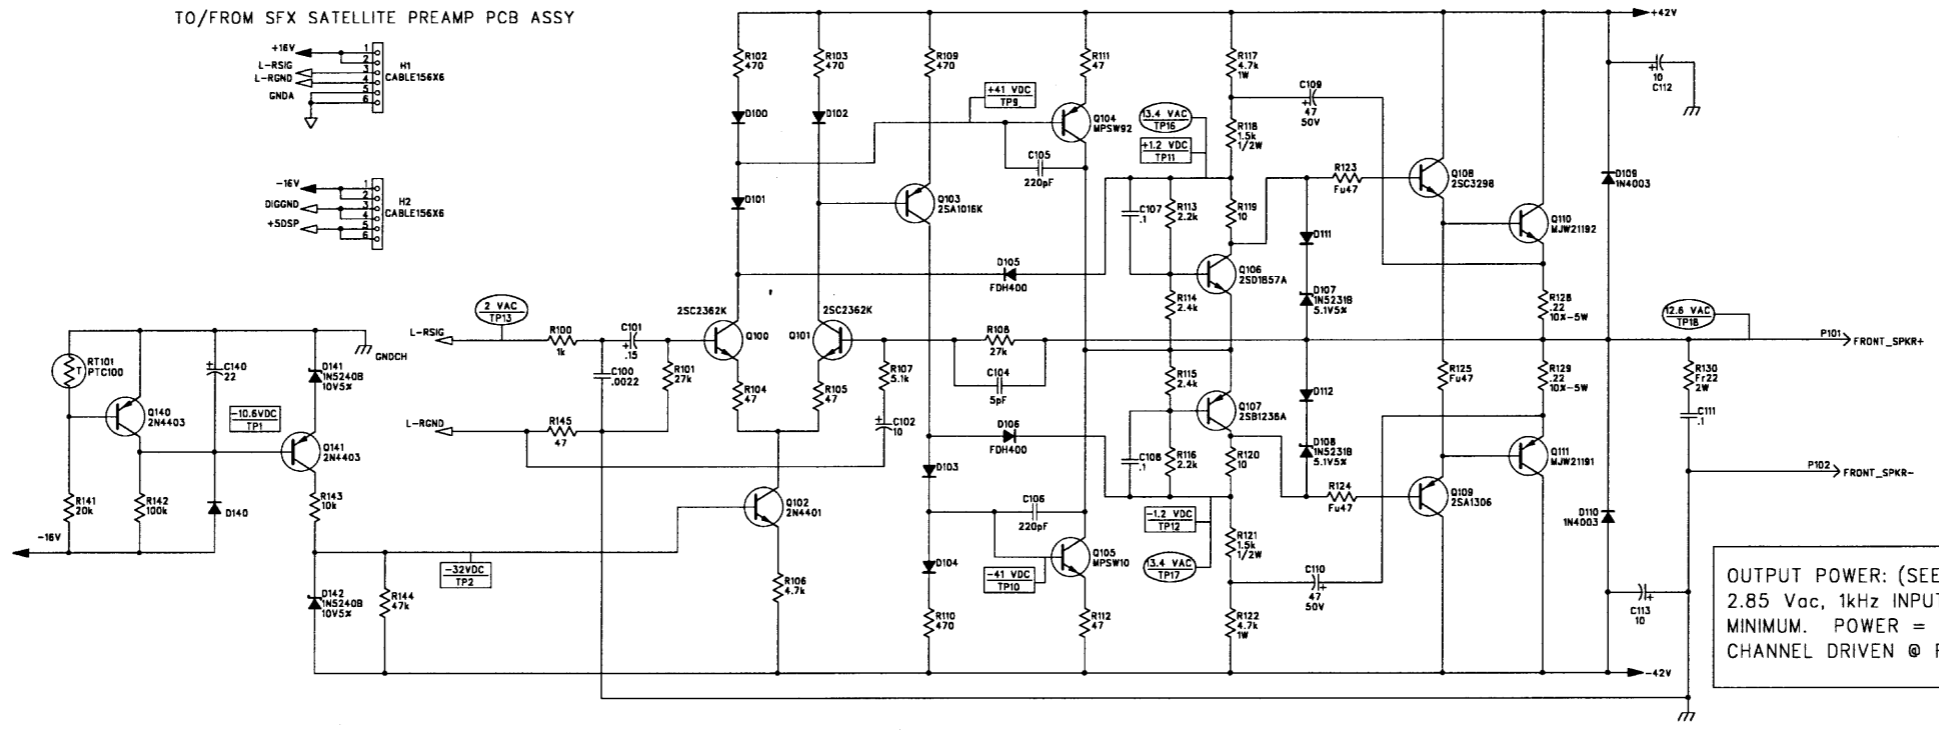 TO/FROM SFX SATELLITE PREAMP PCB ASSY
+16V
L-RSIG
L-RGND
GNDA
1
2
3
4
5
6
H1
CABLE156X6
-16V
DIGGND
+5DSP
1
2
3
4
5
6
H2
CABLE156X6
+42V
R102
470
R103
470
R109
470
R111
47
R117
4.7k
1W
+
10
C112
D100
D102
+41 VDC
TP9
Q104
MPSW92
C105
220pF
13.4 VAC
TP16
+1.2 VDC
TP11
R118
1.5k
1/2W
C109
+
47
50V
R123
Fu47
Q108
2SC3298
D109
1N4003
D101
Q103
2SA1016K
C107
.1
R113
2.2k
R119
10
Q110
MJW21192
D111
D105
FDH400
Q106
2SD1857A
R114
2.4k
D107
1N5231B
5.1V5%
R128
.22
10%-5W
12.6 VAC
TP18
2 VAC
TP13
L-RSIG
R100
1k
C101
+
.15
2SC2362K
Q100
2SC2362K
Q101
R108
27k
C104
5pF
P101
FRONT_SPKR+
RT101
PTC100
T
+
C140
22
D141
1N5240B
10V5%
GNDCH
C100
.0022
R101
27k
R104
47
R105
47
R107
5.1k
R115
2.4k
D112
R125
Fu47
R129
.22
10%-5W
R130
Fr22
2W
Q140
2N4403
-10.6VDC
TP1
Q141
2N4403
L-RGND
R145
47
+
C102
10
Q107
2SB1236A
D106
FDH400
C108
.1
R116
2.2k
R120
10
D108
1N5231B
5.1V5%
Q111
MJW21191
C111
.1
P102
FRONT_SPKR-
R141
20k
R142
100k
D140
R143
10k
Q102
2N4401
D103
C106
220pF
-1.2 VDC
TP12
R124
Fu47
Q109
2SA1306
D110
1N4003
-16V
-32VDC
TP2
D104
-41 VDC
TP10
Q105
MPSW10
13.4 VAC
TP17
R121
1.5k
1/2W
C110
+
47
50V
D142
1N5240B
10V5%
R144
47k
R106
4.7k
R110
470
R112
47
R122
4.7k
1W
C113
+
10
-42V
OUTPUT POWER: (SEE
2.85 Vac, 1kHz INPUT
MINIMUM. POWER =
CHANNEL DRIVEN @